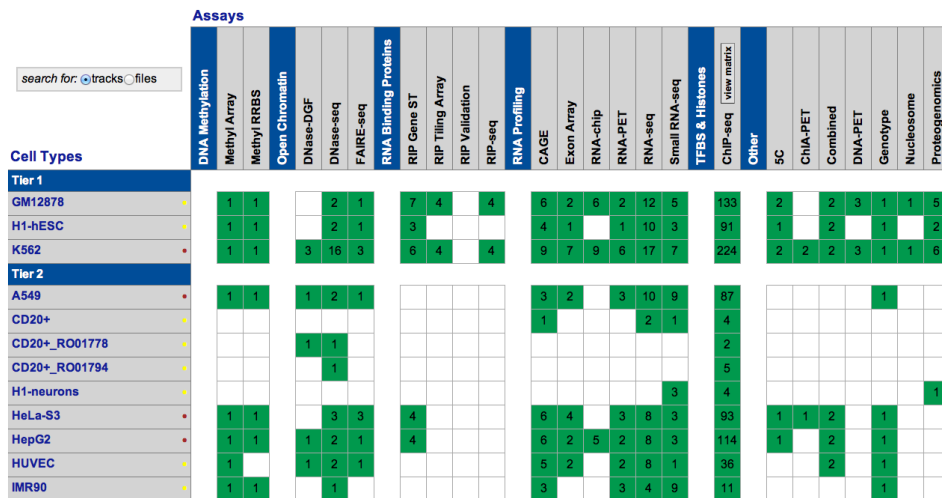 Assays
search for: tracks files
DNA Methylation
Methyl Array
Methyl RRBS
Open Chromatin
DNase-DGF
DNase-seq
FAIRE-seq
RNA Binding Proteins
RIP Gene ST
RIP Tiling Array
RIP Validation
RIP-seq
RNA Profiling
CAGE
Exon Array
RNA-chip
RNA-PET
RNA-seq
Small RNA-seq
TFBS & Histones
ChIP-seq view matrix
Other
5C
ChIA-PET
Combined
DNA-PET
Genotype
Nucleosome
Proteogenomics
Cell Types
Tier 1
GM12878 1 1 2 1 7 4 4 6 2 6 2 12 5 133 2 2 3 1 1 5
H1-hESC 1 1 2 1 3 4 1 1 10 3 91 1 2 1 2
K562 1 1 3 16 3 6 4 4 9 7 9 6 17 7 224 2 2 2 3 1 1 6
Tier 2
A549 1 1 1 2 1 3 2 3 10 9 87 1
CD20+ 1 2 1 4
CD20+_RO01778 1 1 2
CD20+_RO01794 1 5
H1-neurons 3 4 1
HeLa-S3 1 1 3 3 4 6 4 3 8 3 93 1 1 2 1
HepG2 1 1 1 2 1 4 6 2 5 2 8 3 114 1 2 1
HUVEC 1 1 2 1 5 2 2 8 1 36 2 1
IMR90 1 1 1 3 3 4 9 11 1